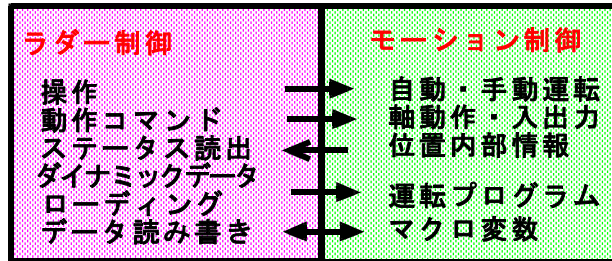 ラダー制御
操作
動作コマンド
ステータス読出
ダイナミックデータ
ローディング
データ読み書き
モーション制御
自動・手動運転
軸動作・入出力
位置内部情報
運転プログラム
マクロ変数